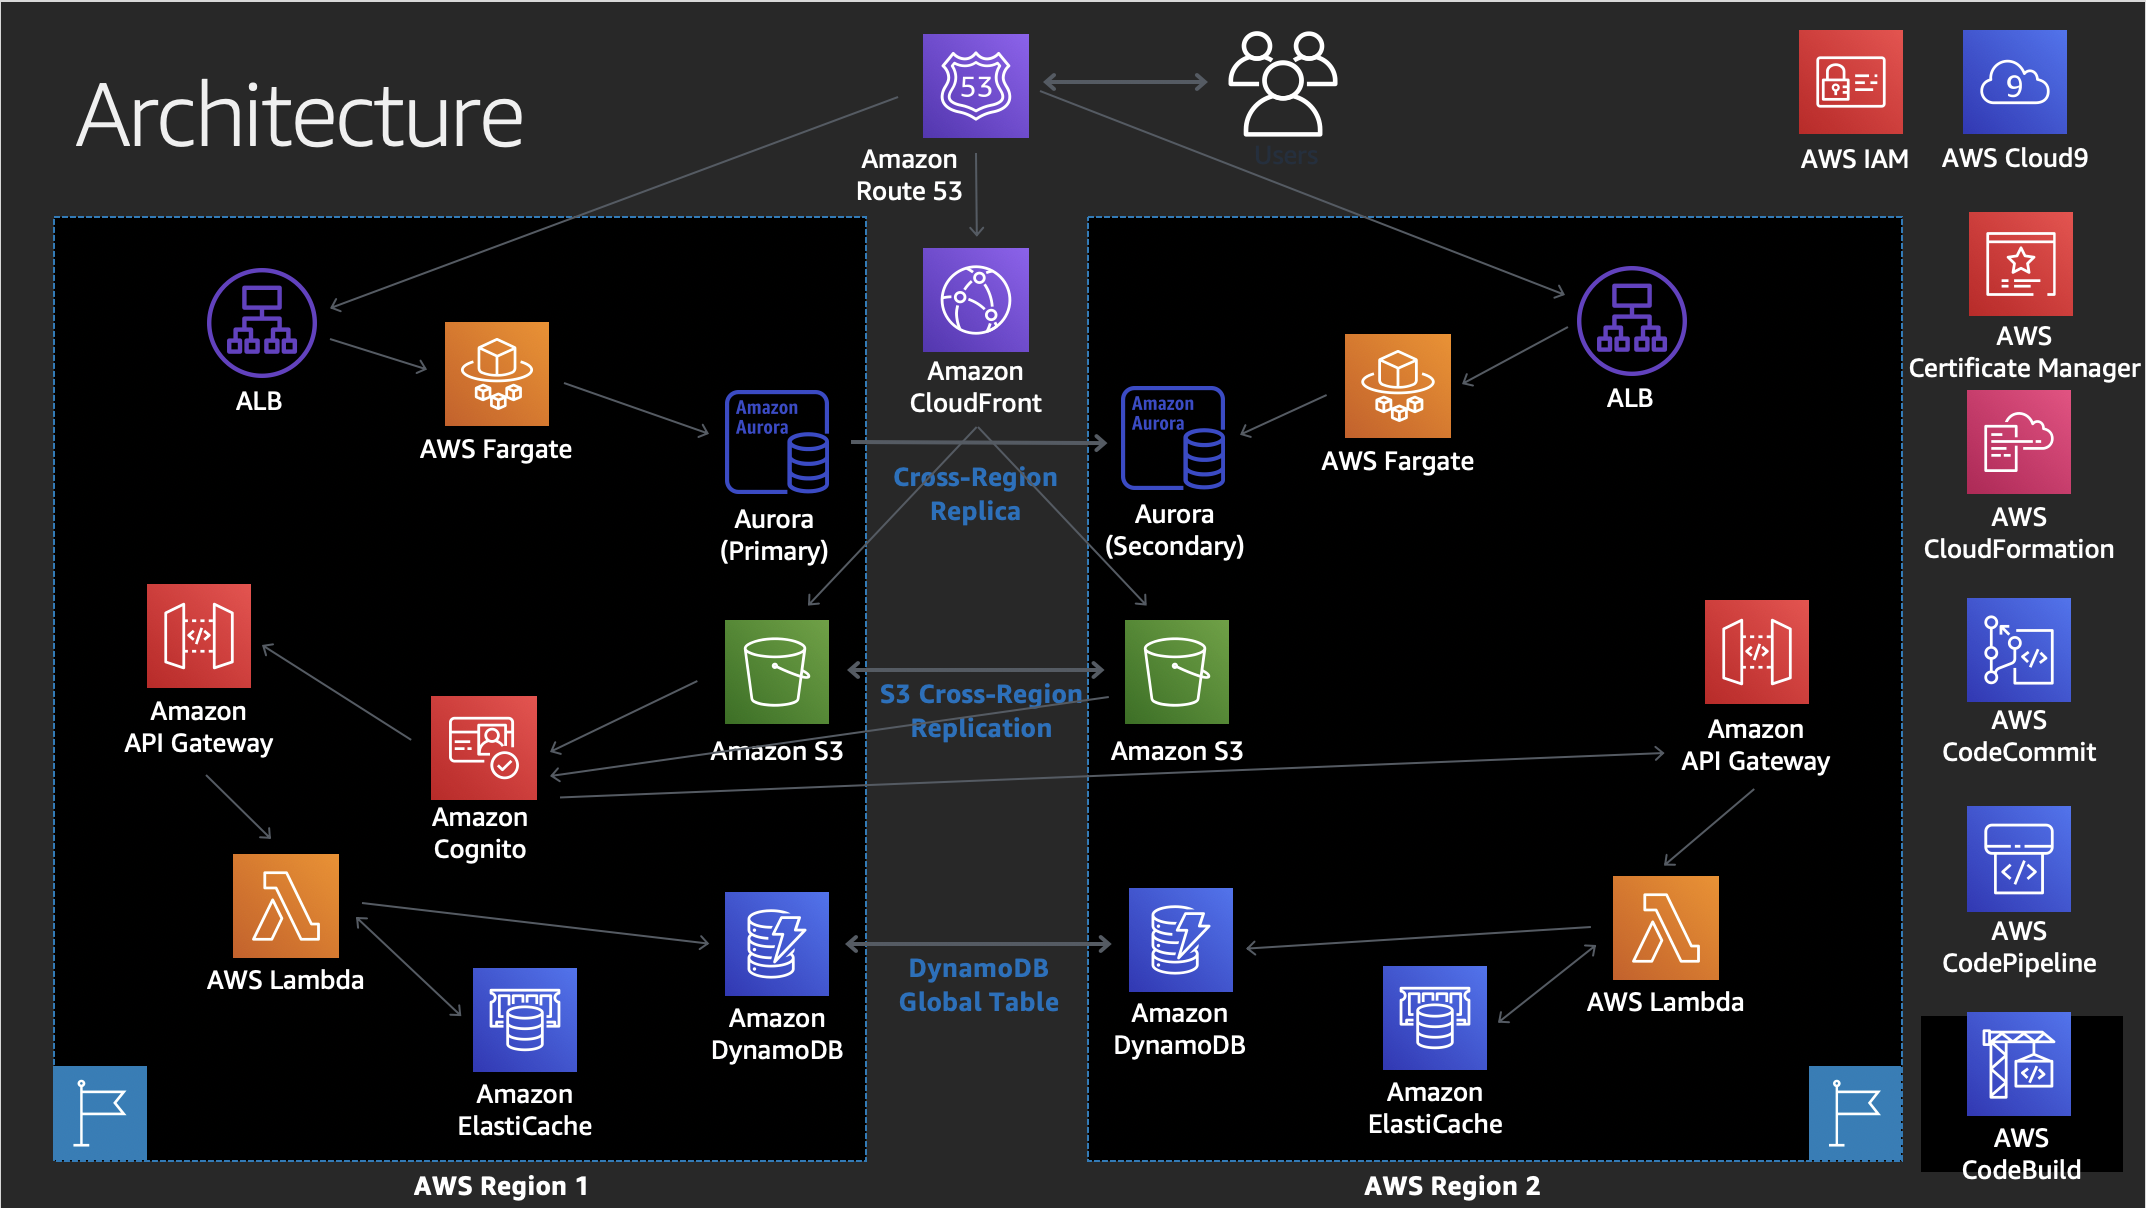 Architecture
53
Amazon
Route 53
Users
AWS IAM
9
AWS Cloud9
AWS
Certificate Manager
AWS
CloudFormation
AWS
CodeCommit
AWS
CodePipeline
AWS
CodeBuild
Amazon
CloudFront
ALB
AWS Fargate
Amazon
Aurora
Aurora
(Primary)
Cross-Region
Replica
Amazon
Aurora
Aurora
(Secondary)
AWS Fargate
ALB
</>
Amazon
API Gateway
Amazon
Cognito
Amazon S3
S3 Cross-Region
Replication
Amazon S3
</>
Amazon
API Gateway
AWS Lambda
Amazon
ElastiCache
Amazon
DynamoDB
DynamoDB
Global Table
Amazon
DynamoDB
Amazon
ElastiCache
AWS Lambda
</>
</>
</>
AWS Region 1
AWS Region 2